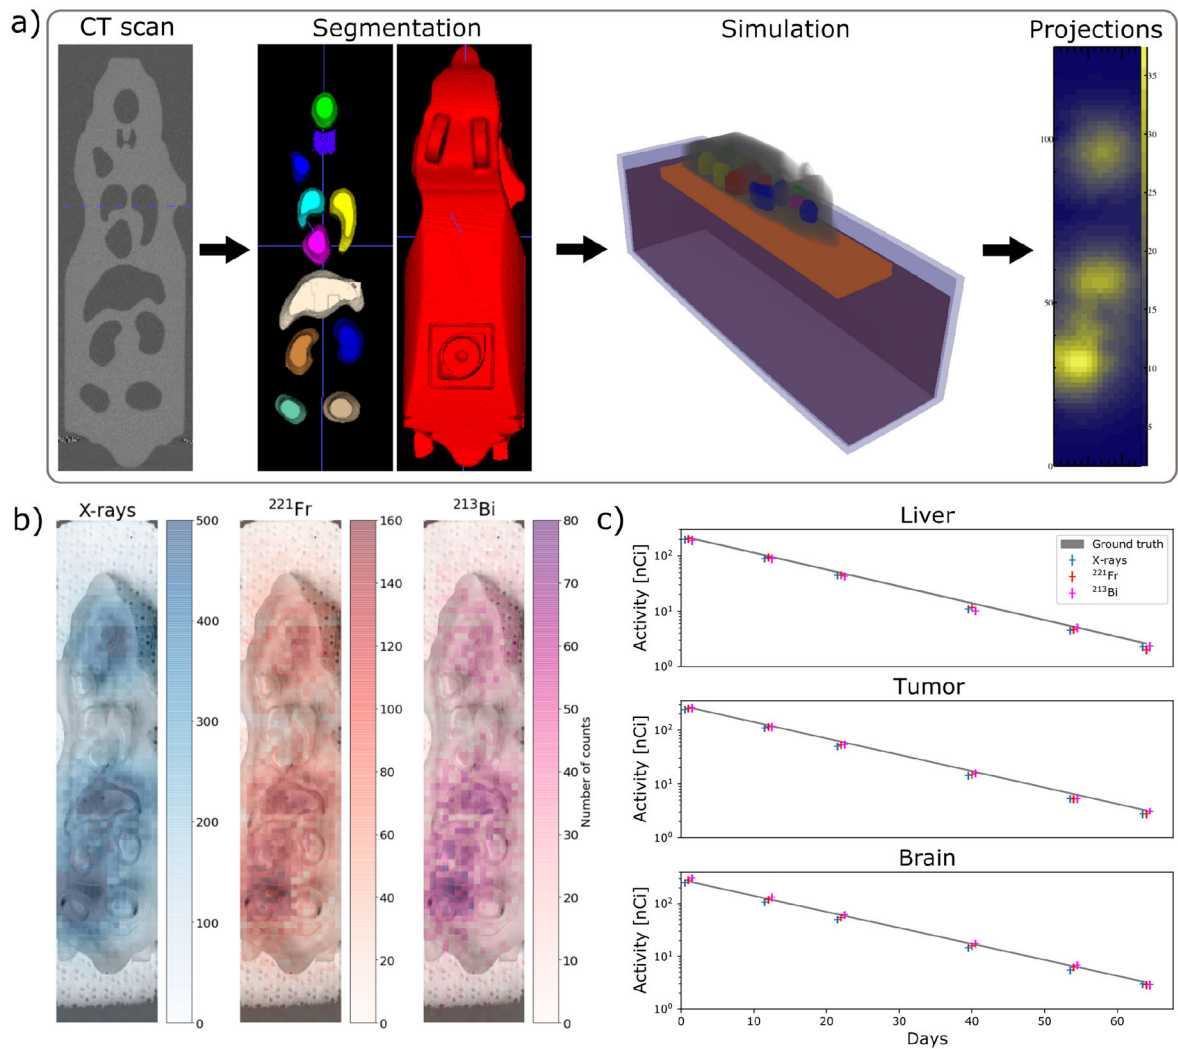 a)
CT scan
Segmentation
Simulation
Projections
35
30
25
20
15
10
5
100
50
0
b)
X-rays
500
400
300
200
100
0
²²¹Fr
160
140
120
100
80
60
40
20
0
²¹³Bi
80
70
60
50
40
30
20
10
0
Number of counts
c)
Liver
Activity [nCi]
10²
10¹
10⁰
Ground truth
X-rays
²²¹Fr
²¹³Bi
Tumor
Activity [nCi]
10²
10¹
10⁰
Brain
Activity [nCi]
10²
10¹
10⁰
0 10 20 30 40 50 60
Days